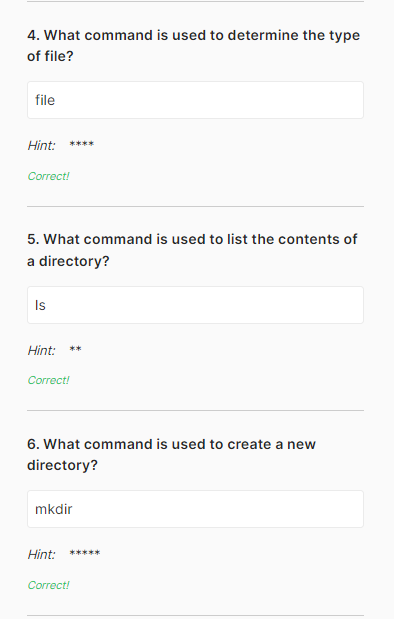 4. What command is used to determine the type
of file?
file
Hint: ****
Correct!
5. What command is used to list the contents of
a directory?
ls
Hint: **
Correct!
6. What command is used to create a new
directory?
mkdir
Hint: *****
Correct!